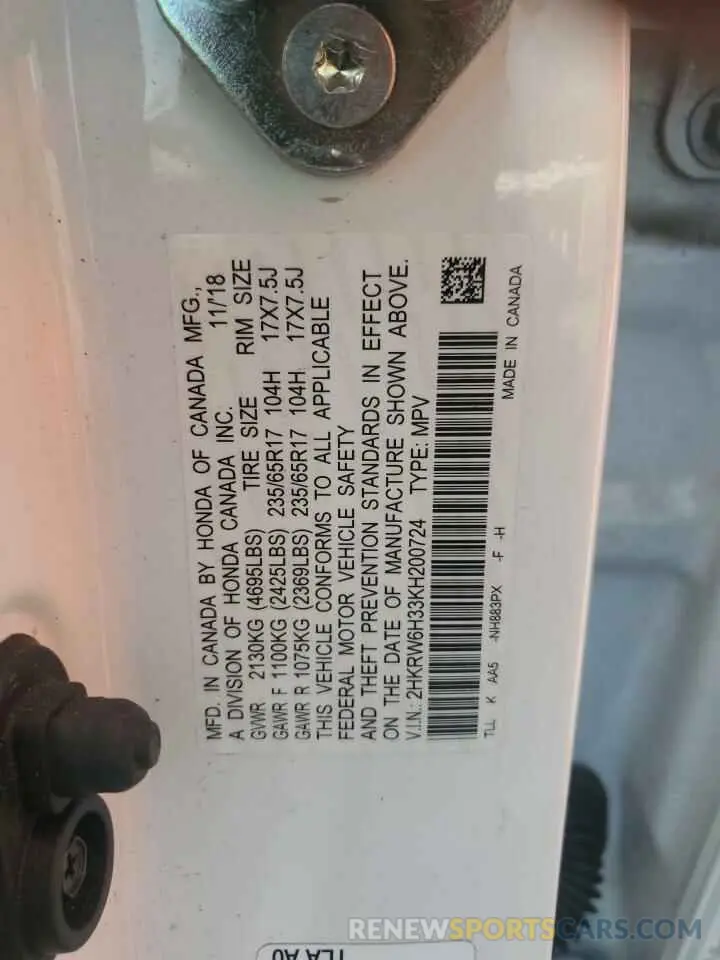 MFD. IN CANADA BY HONDA OF CANADA MFG.,
A DIVISION OF HONDA CANADA INC. 11/'18
GVWR 2130KG (4695LBS) TIRE SIZE RIM SIZE
GAWR F 1100KG (2425LBS) 235/65R17 104H 17X7.5J
GAWR R 1075KG (2369LBS) 235/65R17 104H 17X7.5J
THIS VEHICLE CONFORMS TO ALL APPLICABLE
FEDERAL MOTOR VEHICLE SAFETY
AND THEFT PREVENTION STANDARDS IN EFFECT
ON THE DATE OF MANUFACTURE SHOWN ABOVE.
V.I.N.: 2HKRW6H33KH200724 TYPE: MPV
TLL K AA5 -NH883PX -F -H
MADE IN CANADA
TLA A0
RENEWSPORTSCARS.COM